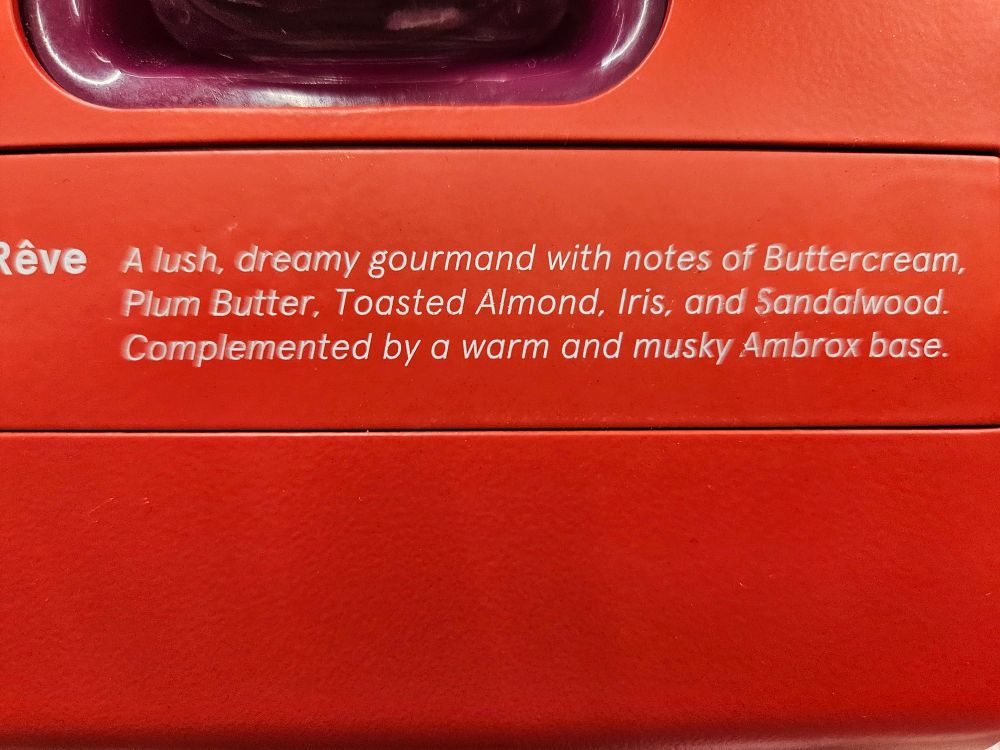 Rêve
A lush, dreamy gourmand with notes of Buttercream,
Plum Butter, Toasted Almond, Iris, and Sandalwood.
Complemented by a warm and musky Ambrox base.